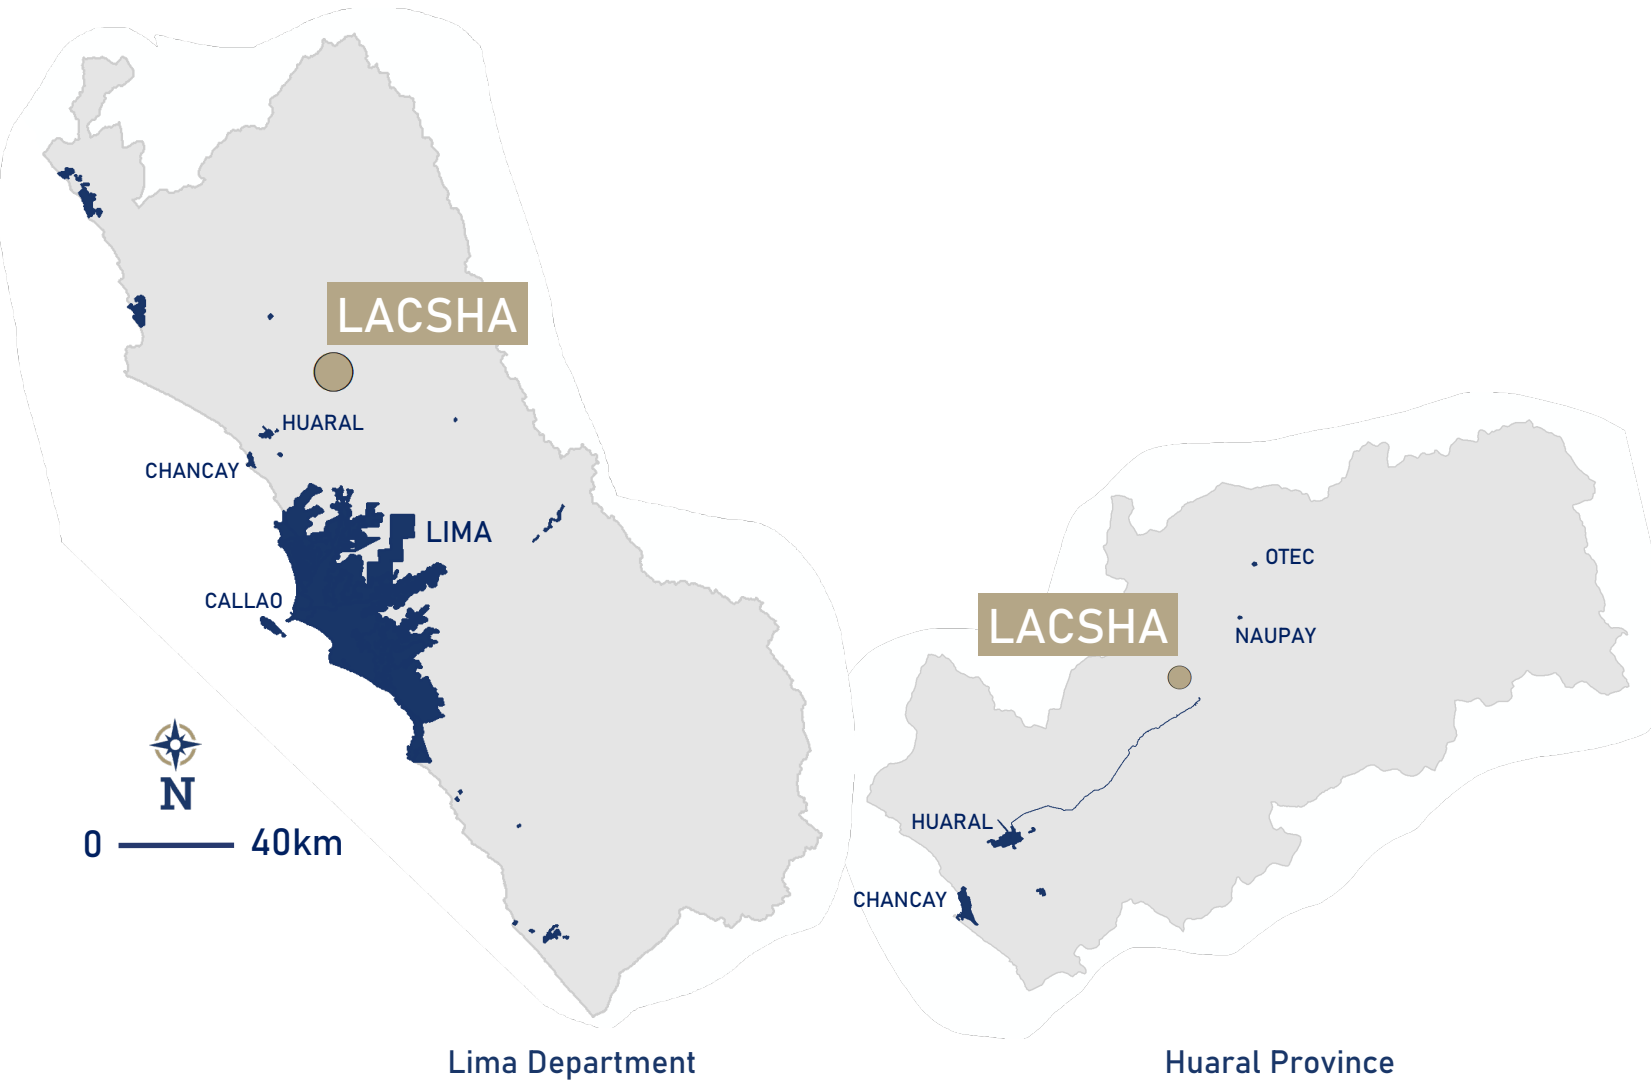 LACSHA
HUARAL
CHANCAY
LIMA
CALLAO
N
0 40km
Lima Department
OTEC
LACSHA
NAUPAY
HUARAL
CHANCAY
Huaral Province